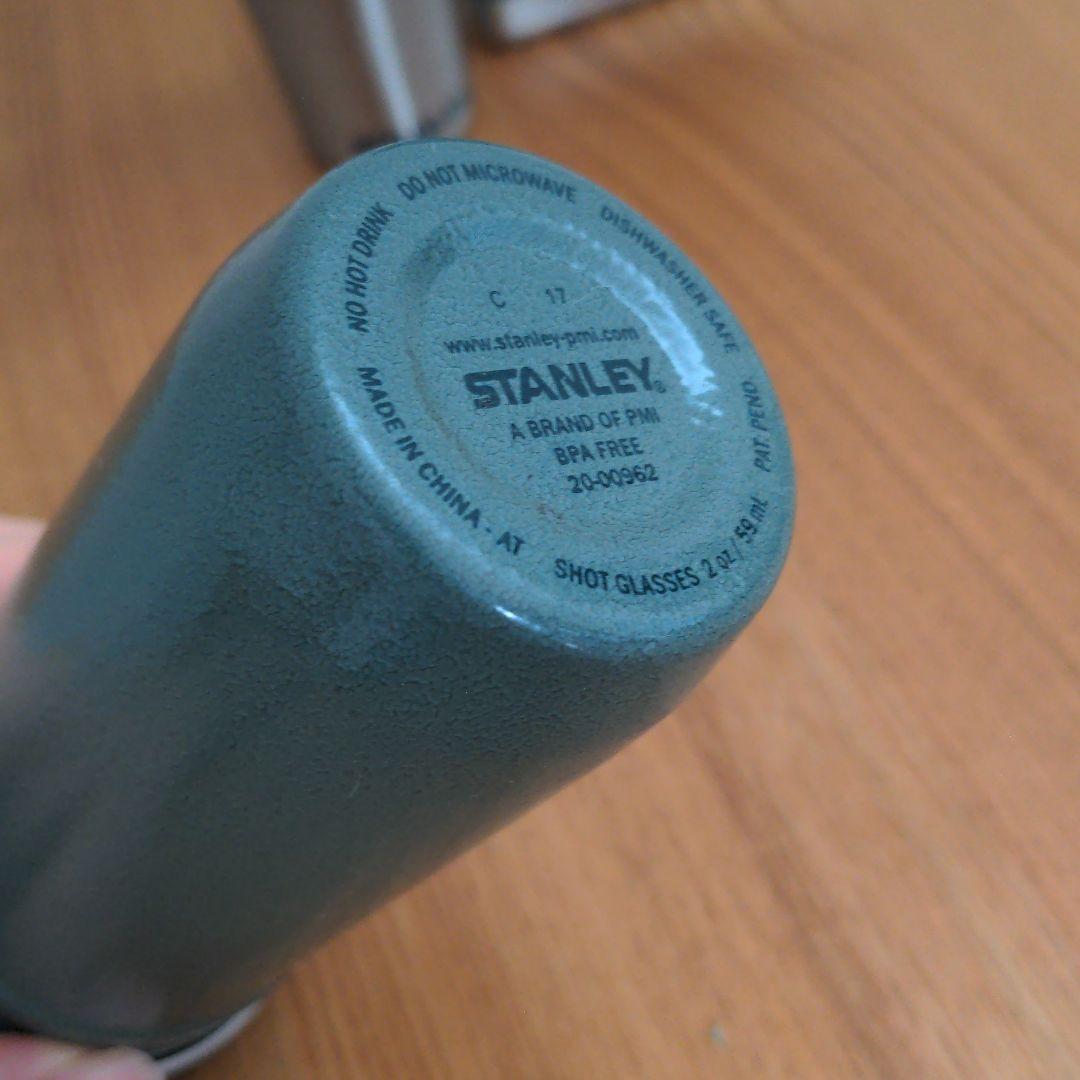 NO HOT DRINK DO NOT MICROWAVE DISHWASHER SAFE
PAT. PEND.
C 17
www.stanley-pmi.com
STANLEY®
A BRAND OF PMI
BPA FREE
20-00962
MADE IN CHINA - AT SHOT GLASSES 2 oz / 59 mL